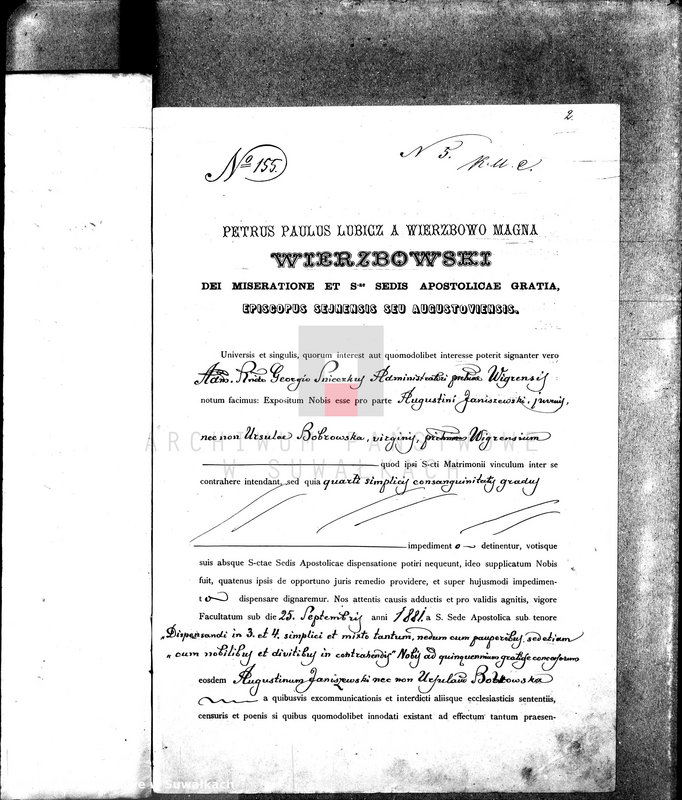 2.
No 155.
N 5. K. M. C.
PETRUS PAULUS LUBICZ A WIERZBOWO MAGNA
WIERZBOWSKI
DEI MISERATIONE ET S-ae SEDIS APOSTOLICAE GRATIA,
EPISCOPUS SEJNENSIS SEU AUGUSTOVIENSIS.
Universis et singulis, quorum interest aut quomodolibet interesse poterit signanter vero
Adm. Rndo Georgio Administratori Wigrensis
notum facimus: Expositum Nobis esse pro parte Augustini Janiszewski, juvenis,
nec non Ursulae Bobrowska, virginis, Wigrensium
quod ipsi S-cti Matrimonii vinculum inter se
contrahere intendant, sed quia quarti simplicis consanguinitatis gradus
impediment o detinentur, votisque
suis absque S-ctae Sedis Apostolicae dispensatione potiri nequeunt, ideo supplicatum Nobis
fuit, quatenus ipsis de opportuno juris remedio providere, et super hujusmodi impedimen-
t o dispensare dignaremur. Nos attentis causis adductis et pro validis agnitis, vigore
Facultatum sub die 25. Septembris anni 1881. a S. Sede Apostolica sub tenore
„Dispensandi in 3. et 4. simplici et mixto tantum, nedum cum pauperibus, sed etiam
„cum nobilibus et divitibus in contrahendis" Nobis ad quinquennium gratiose concessarum
eosdem Augustinum Janiszewski nec non Ursulam Bobrowska
a quibusvis excommunicationis et interdicti aliisque ecclesiasticis sententiis,
censuris et poenis si quibus quomodolibet innodati existant ad effectum tantum praesen-
ARCHIWUM PAŃSTWOWE
W SUWAŁKACH
Suwałkach